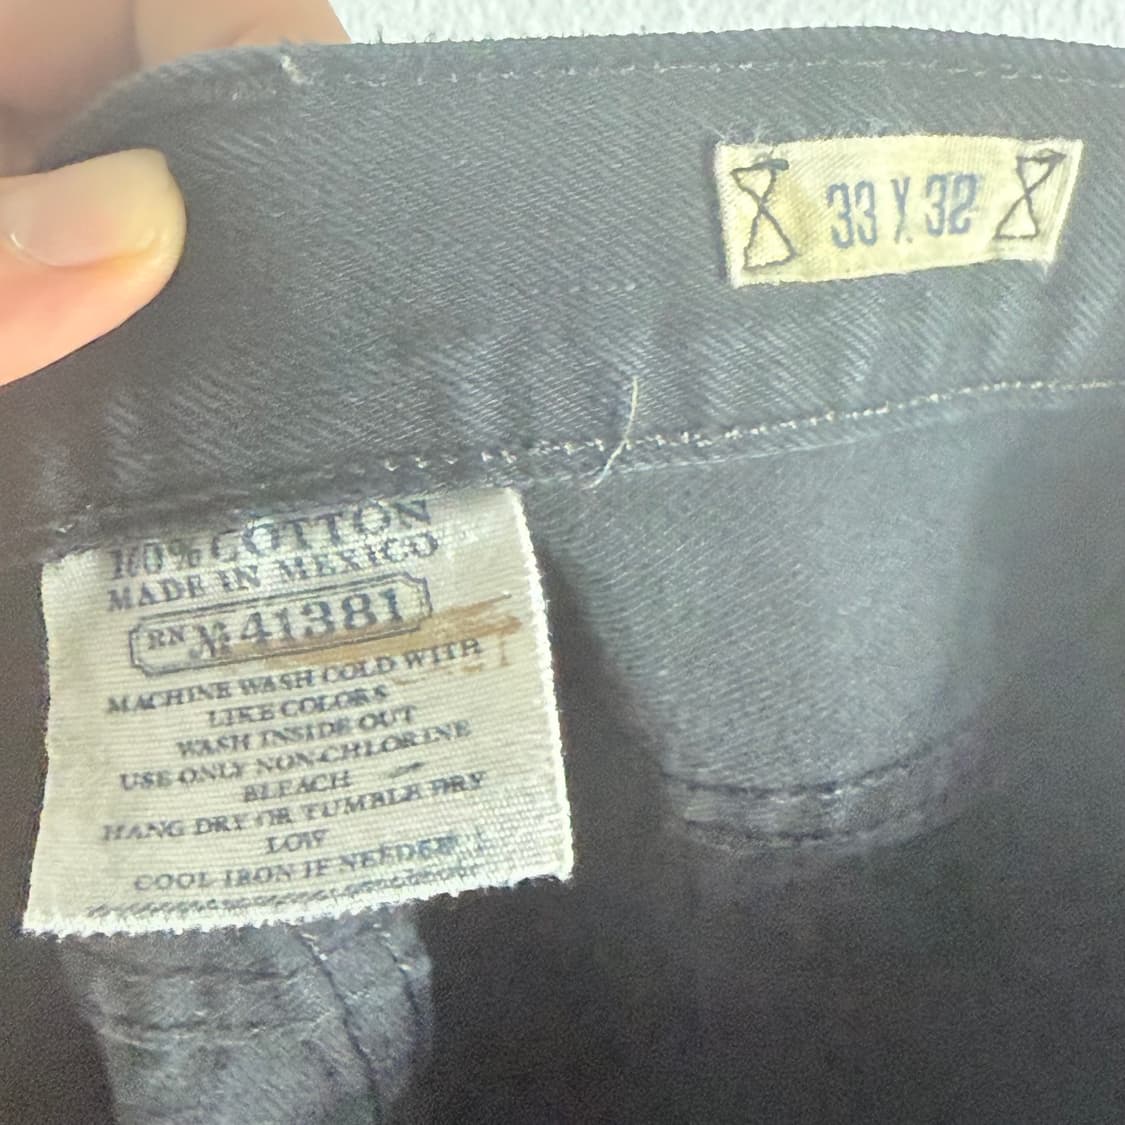 33 X 32
100% COTTON
MADE IN MEXICO
RN № 41381
MACHINE WASH COLD WITH
LIKE COLORS
WASH INSIDE OUT
USE ONLY NON-CHLORINE
BLEACH
HANG DRY OR TUMBLE DRY
LOW
COOL IRON IF NEEDED